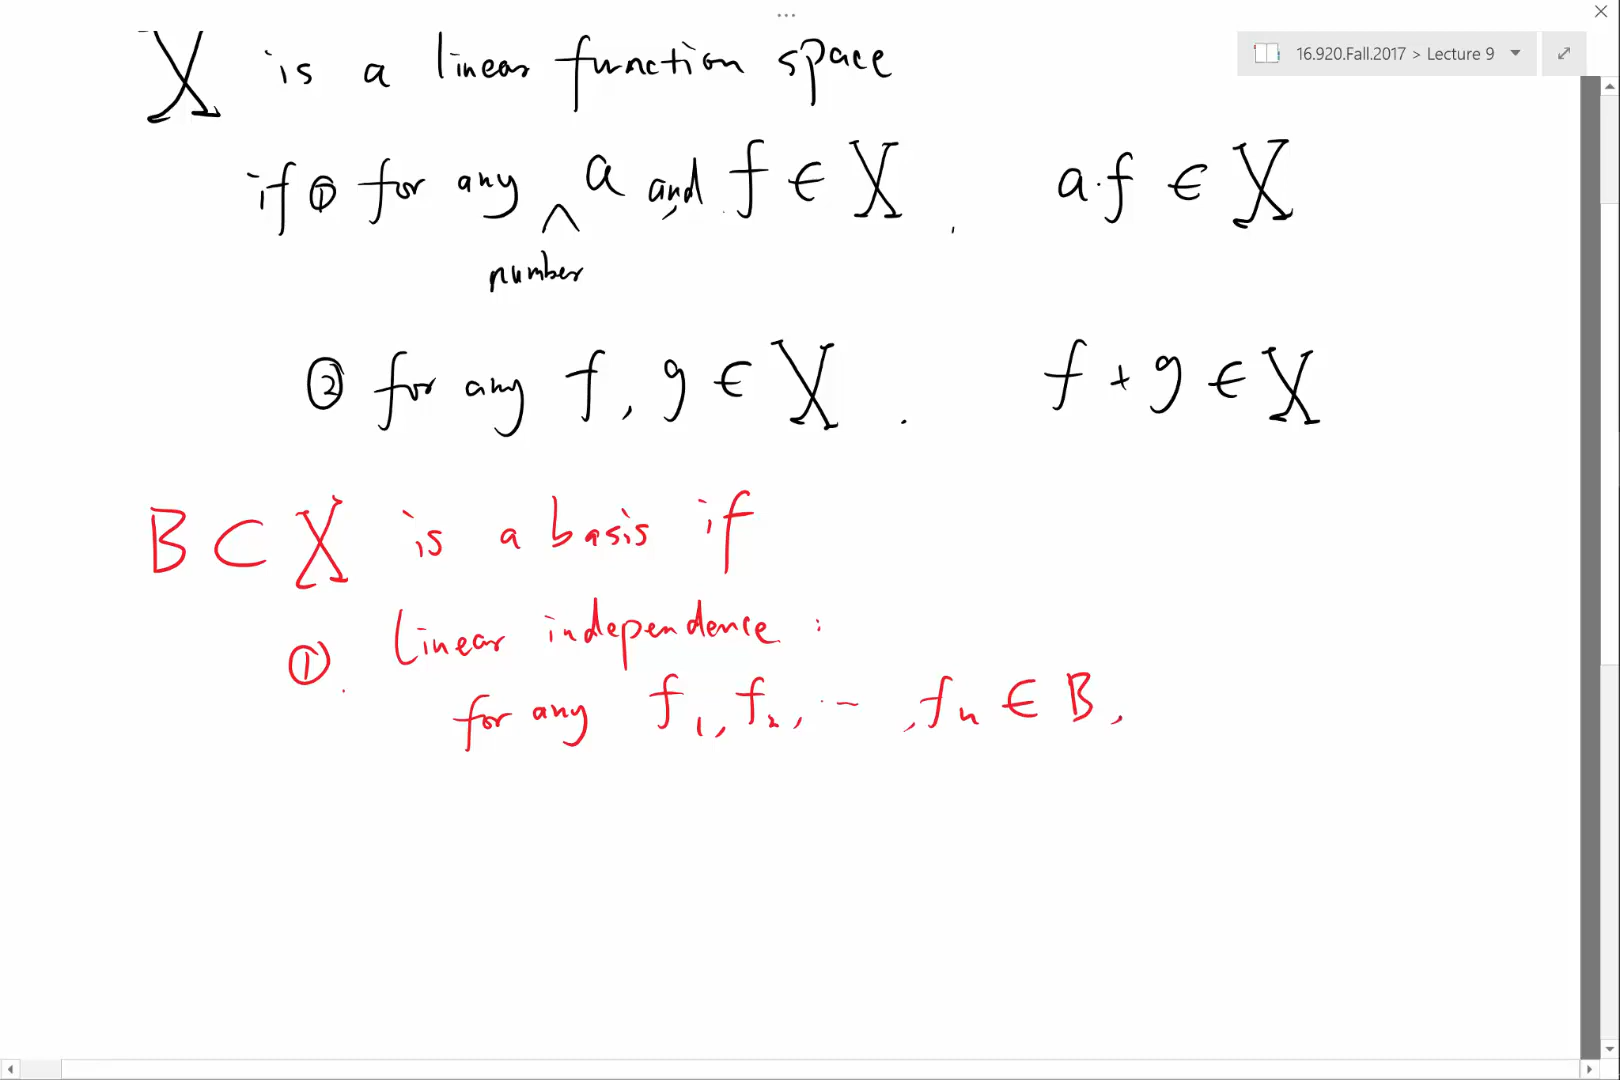 16.920.Fall.2017 > Lecture 9
X is a linear function space
if ① for any a and f ∈ X , a·f ∈ X
^
number
② for any f, g ∈ X . f + g ∈ X
B ⊂ X is a basis if
①. Linear independence :
for any f₁, f₂, ... , fₙ ∈ B,